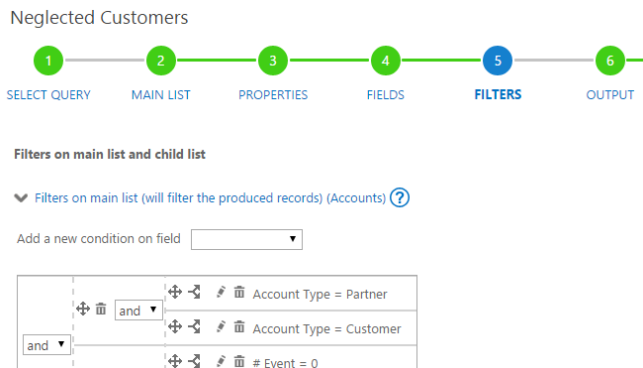 Neglected Customers
1 2 3 4 5 6
SELECT QUERY MAIN LIST PROPERTIES FIELDS FILTERS OUTPUT
Filters on main list and child list
Filters on main list (will filter the produced records) (Accounts) ?
Add a new condition on field
Account Type = Partner
and
Account Type = Customer
and
# Event = 0